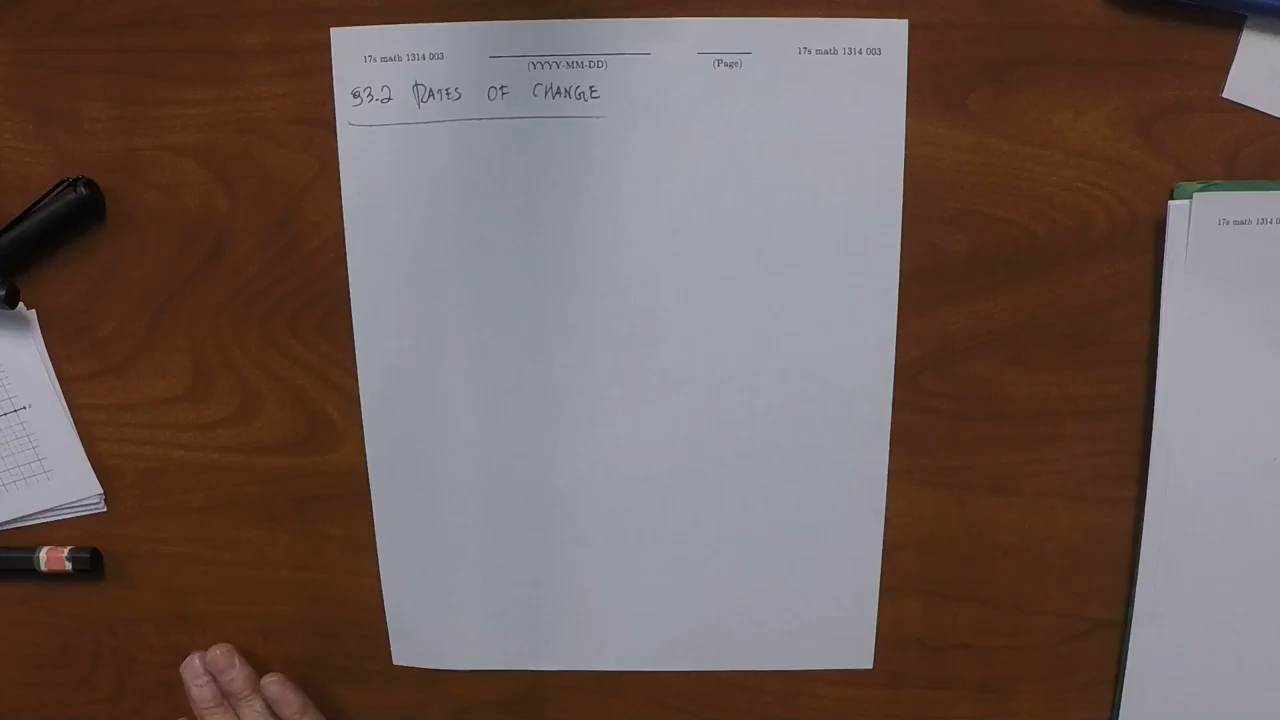 17s math 1314 003 (YYYY-MM-DD) (Page) 17s math 1314 003
§3.2 RATES OF CHANGE
17s math 1314 0